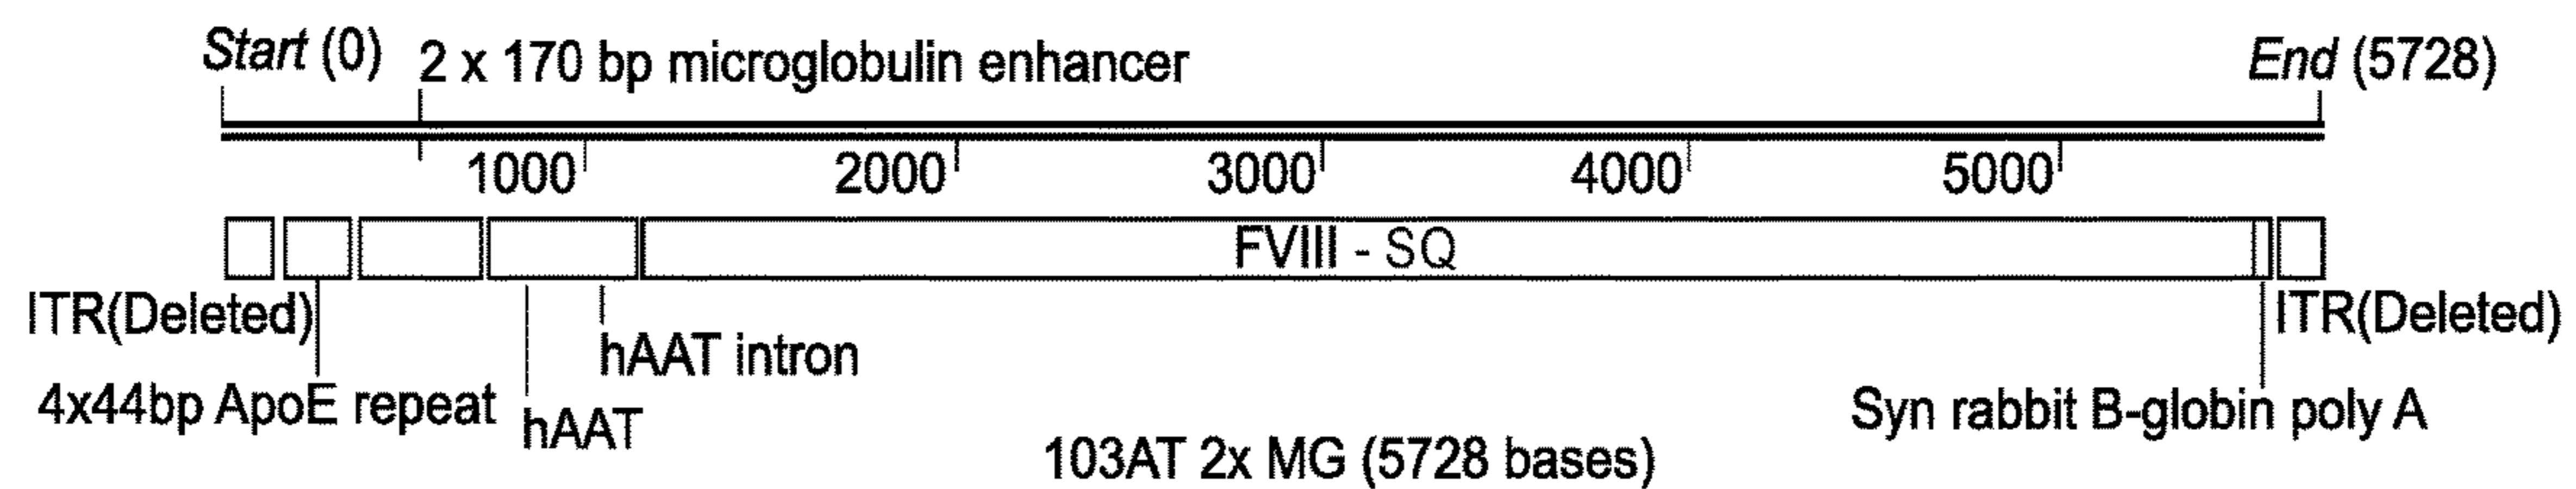 Start (0)
2 x 170 bp microglobulin enhancer
End (5728)
1000
2000
3000
4000
5000
FVIII - SQ
ITR(Deleted)
ITR(Deleted)
hAAT intron
4x44bp ApoE repeat
hAAT
Syn rabbit B-globin poly A
103AT 2x MG (5728 bases)